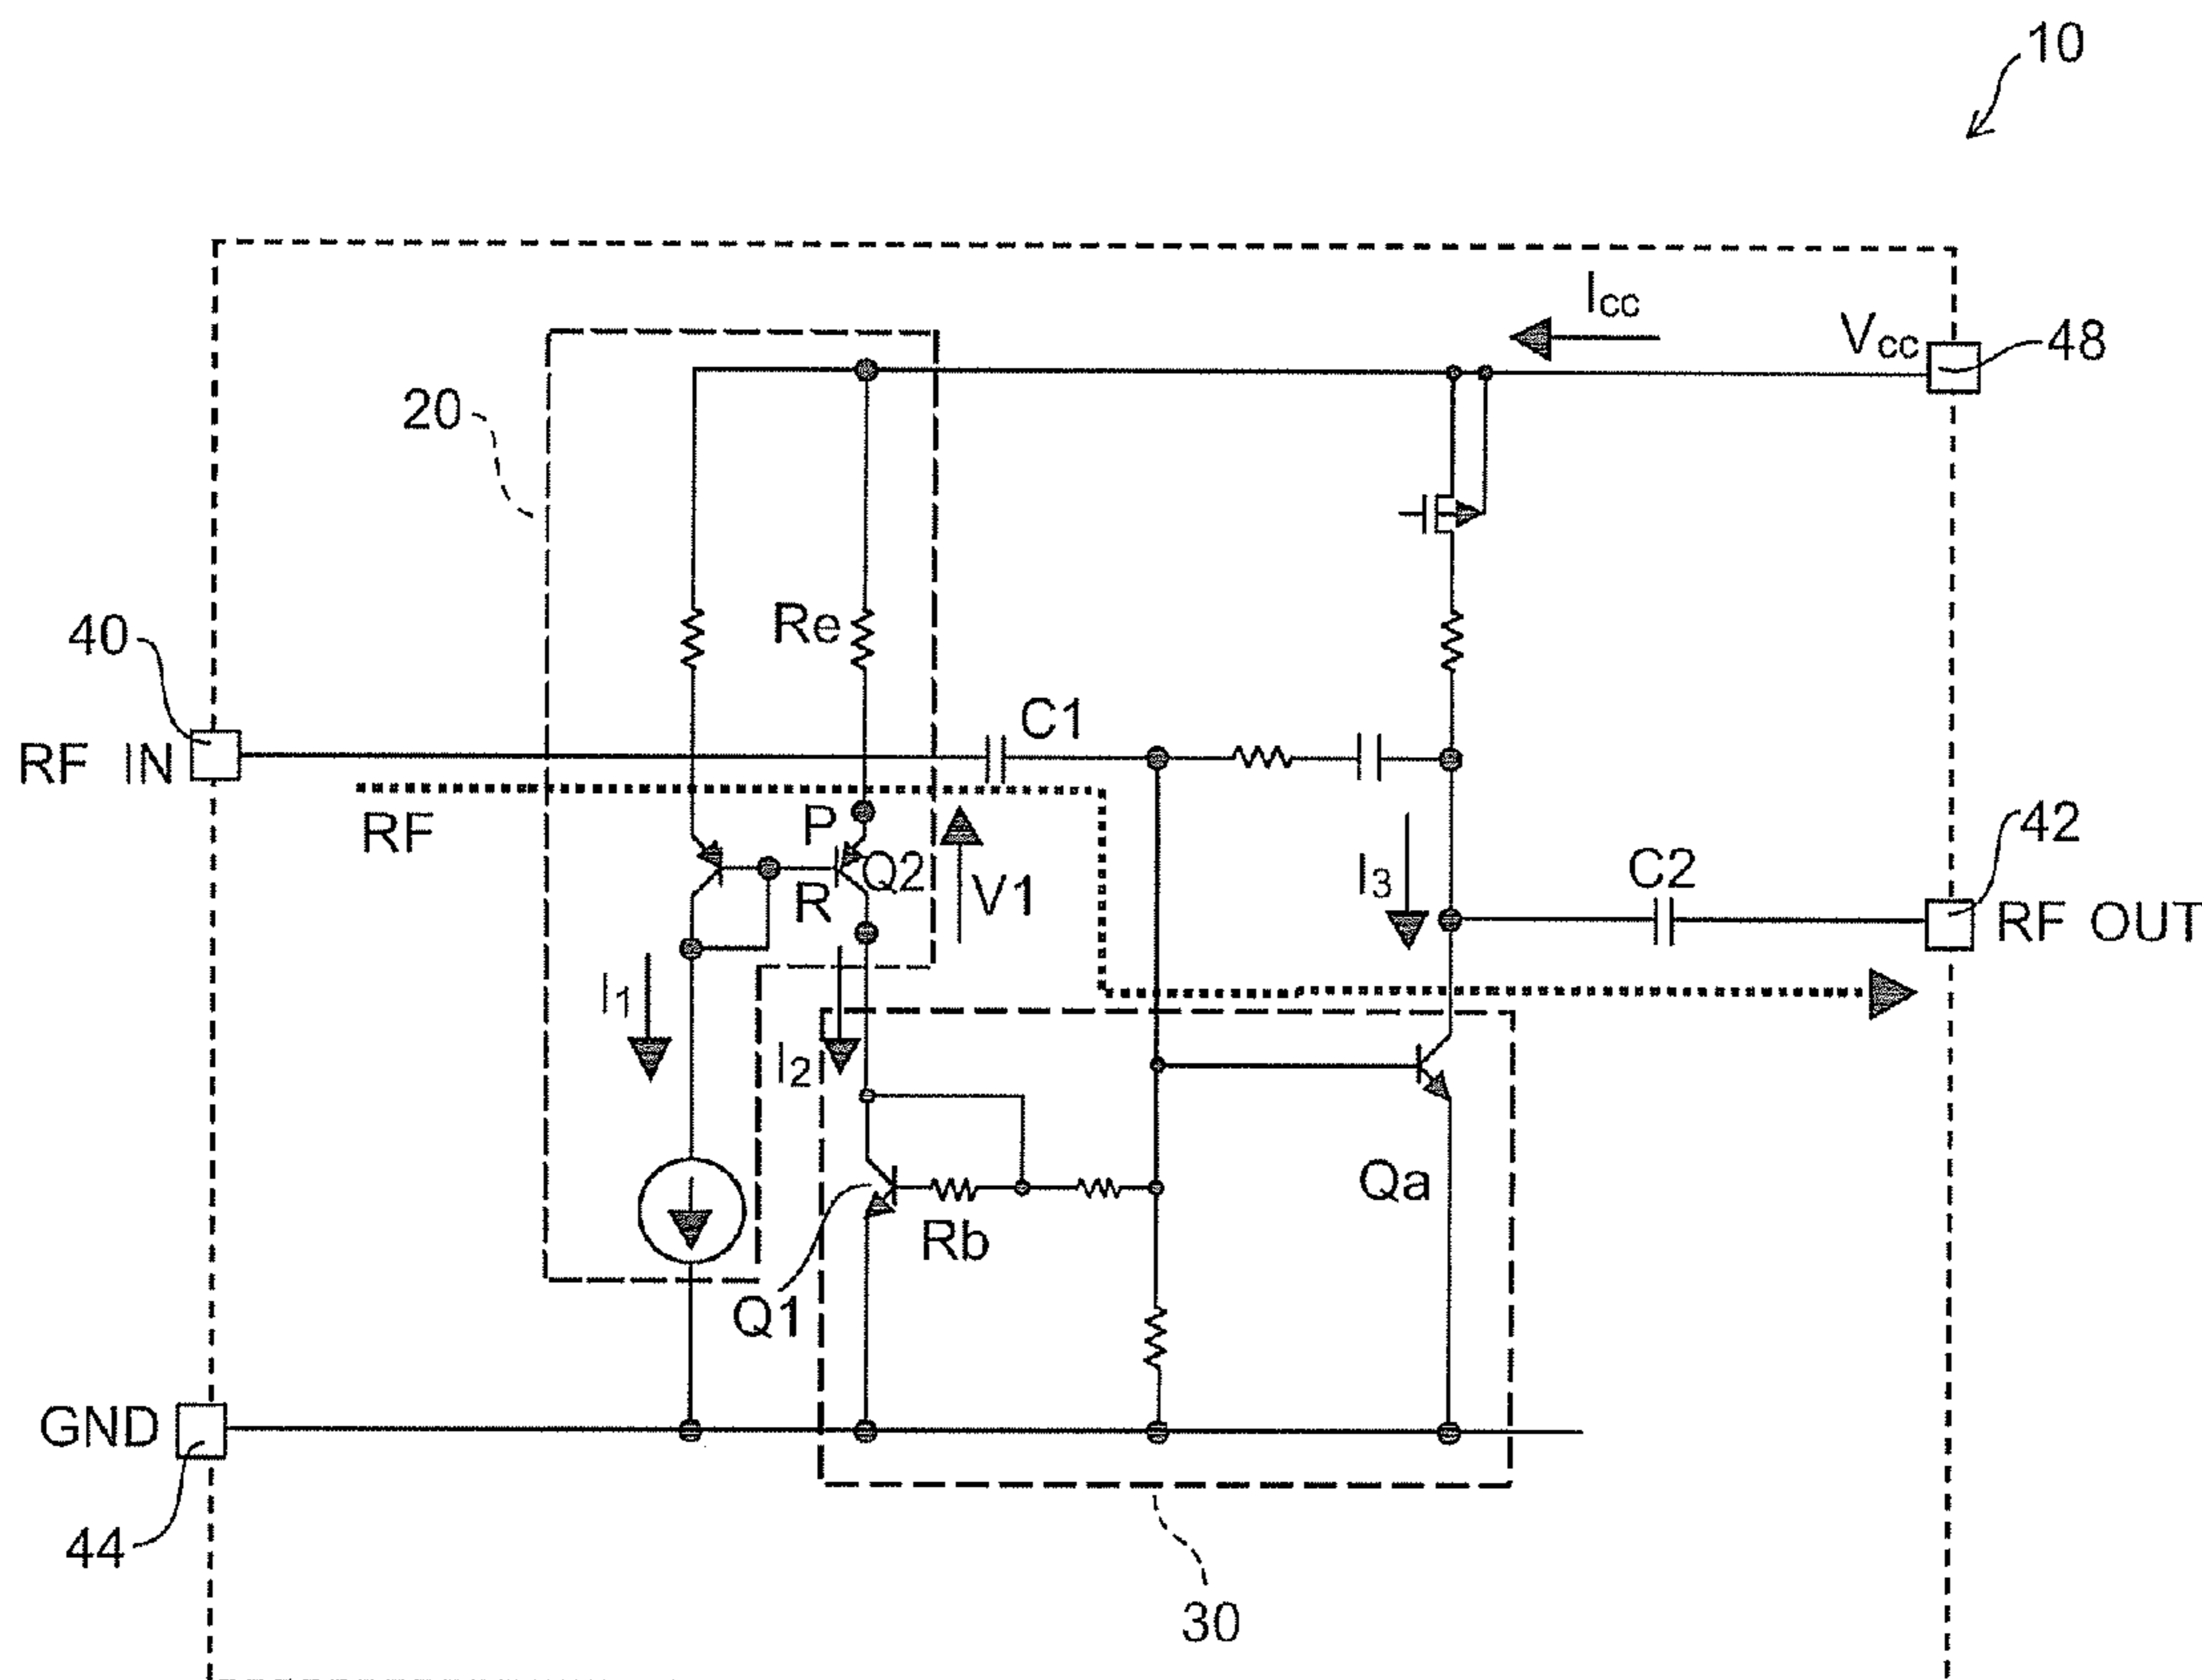 10
Icc
Vcc
48
20
Re
40
C1
RF IN
RF
P
Q2
R
V1
I3
C2
42
RF OUT
I1
I2
Qa
Rb
Q1
GND
44
30